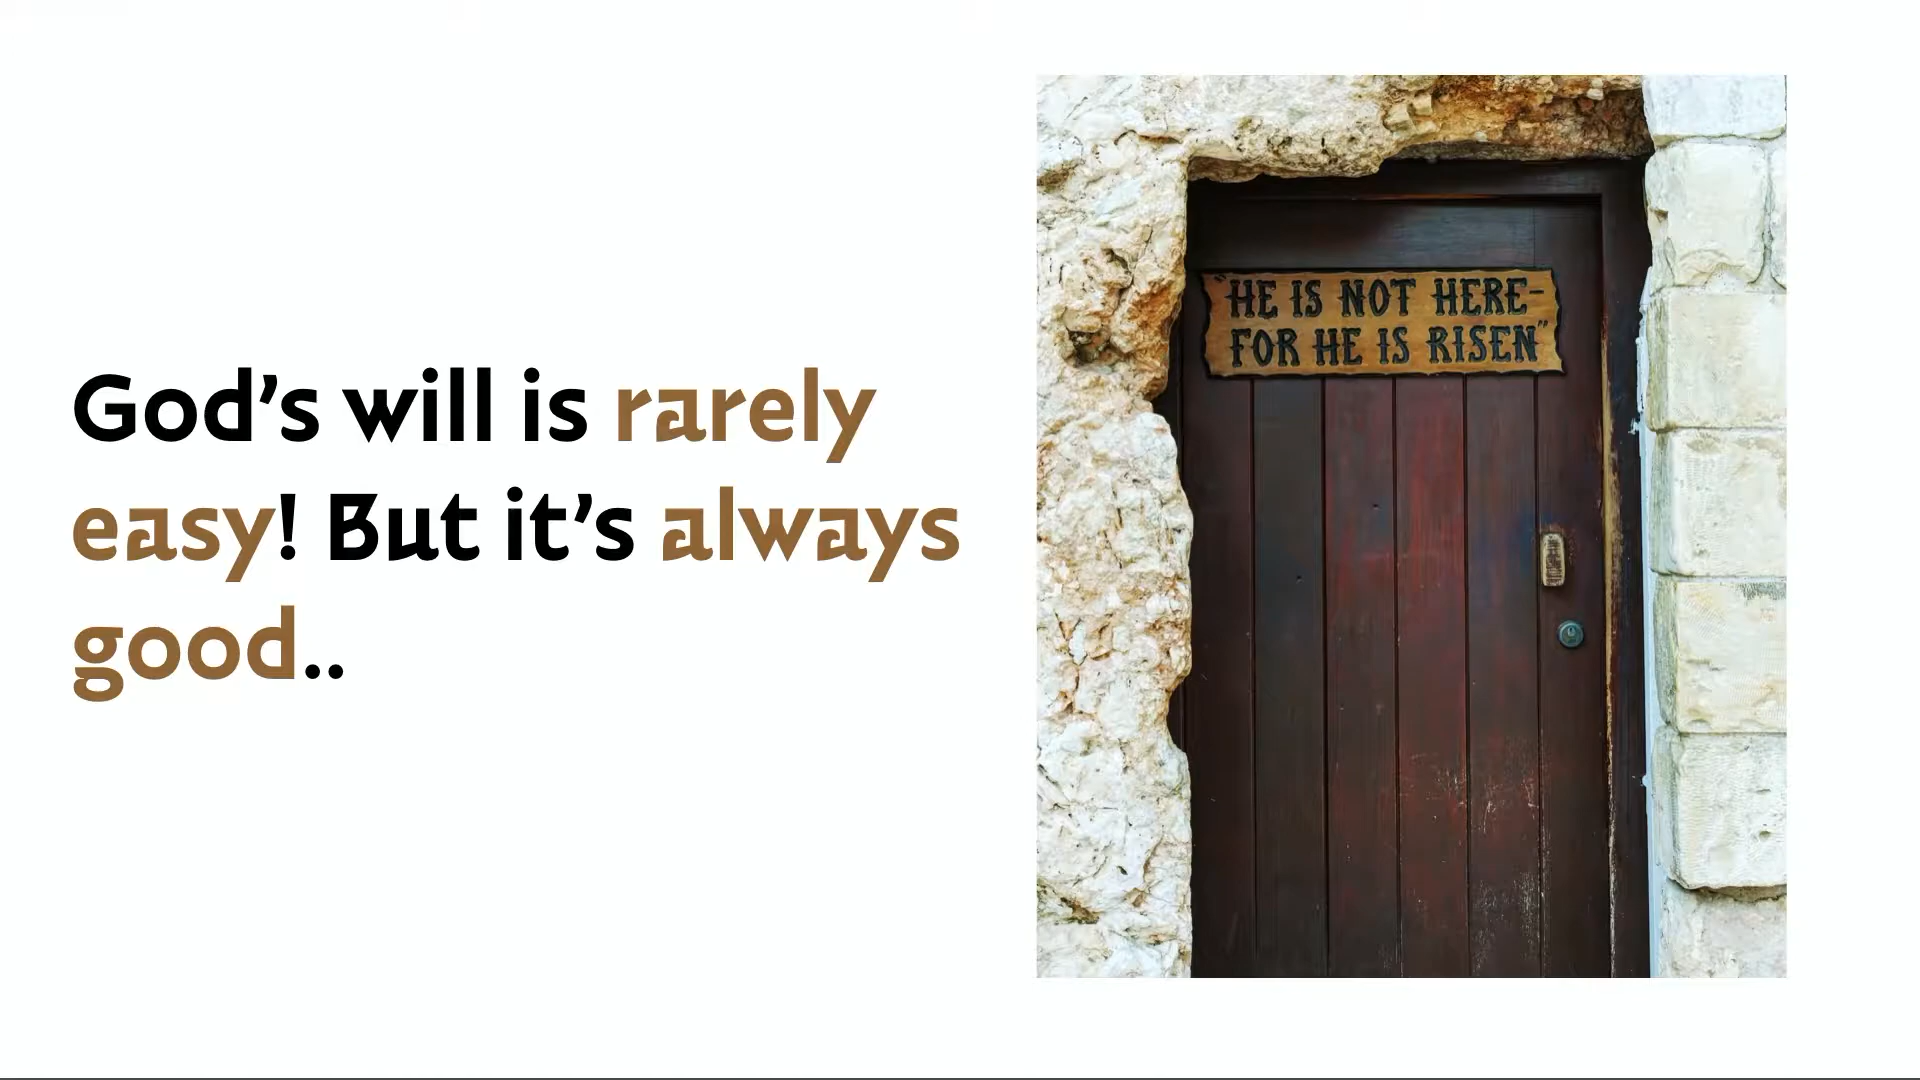 God’s will is rarely
easy! But it’s always
good..
"HE IS NOT HERE-
FOR HE IS RISEN"